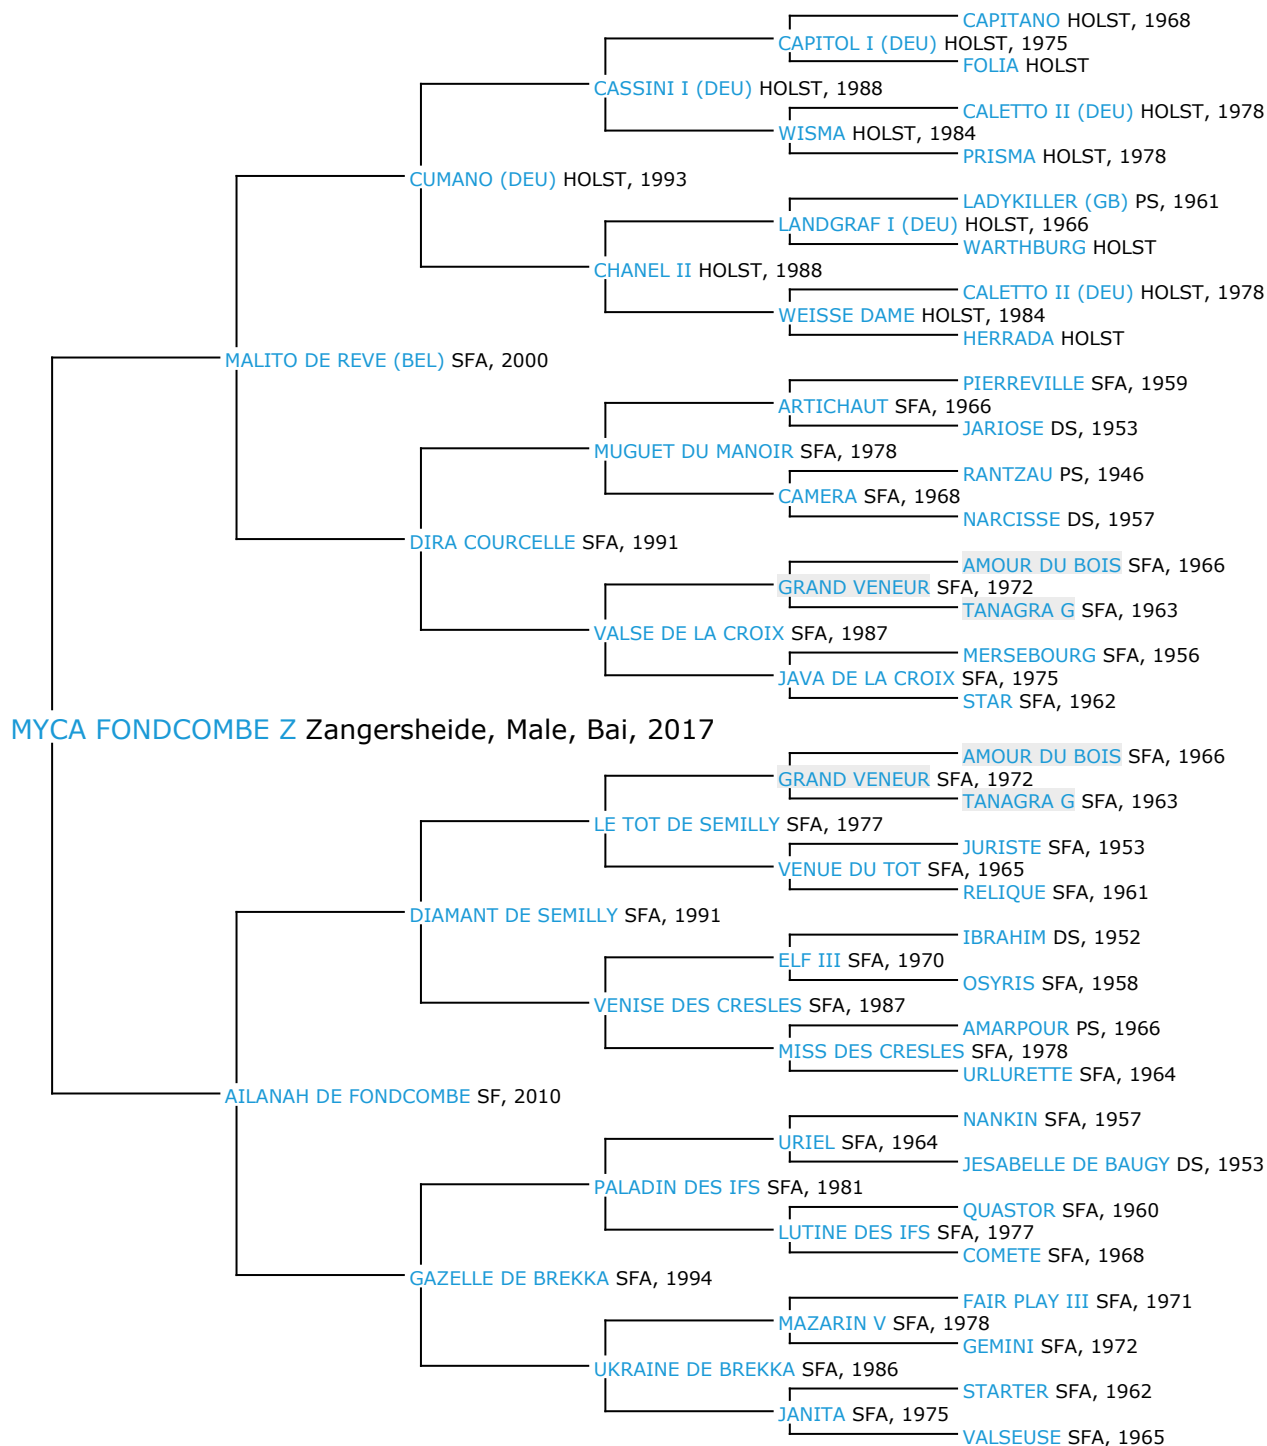 CAPITANO HOLST, 1968
CAPITOL I (DEU) HOLST, 1975
FOLIA HOLST
CASSINI I (DEU) HOLST, 1988
CALETTO II (DEU) HOLST, 1978
WISMA HOLST, 1984
PRISMA HOLST, 1978
CUMANO (DEU) HOLST, 1993
LADYKILLER (GB) PS, 1961
LANDGRAF I (DEU) HOLST, 1966
WARTHBURG HOLST
CHANEL II HOLST, 1988
CALETTO II (DEU) HOLST, 1978
WEISSE DAME HOLST, 1984
HERRADA HOLST
MALITO DE REVE (BEL) SFA, 2000
PIERREVILLE SFA, 1959
ARTICHAUT SFA, 1966
JARIOSE DS, 1953
MUGUET DU MANOIR SFA, 1978
RANTZAU PS, 1946
CAMERA SFA, 1968
NARCISSE DS, 1957
DIRA COURCELLE SFA, 1991
AMOUR DU BOIS SFA, 1966
GRAND VENEUR SFA, 1972
TANAGRA G SFA, 1963
VALSE DE LA CROIX SFA, 1987
MERSEBOURG SFA, 1956
JAVA DE LA CROIX SFA, 1975
STAR SFA, 1962
MYCA FONDCOMBE Z Zangersheide, Male, Bai, 2017
AMOUR DU BOIS SFA, 1966
GRAND VENEUR SFA, 1972
TANAGRA G SFA, 1963
LE TOT DE SEMILLY SFA, 1977
JURISTE SFA, 1953
VENUE DU TOT SFA, 1965
RELIQUE SFA, 1961
DIAMANT DE SEMILLY SFA, 1991
IBRAHIM DS, 1952
ELF III SFA, 1970
OSYRIS SFA, 1958
VENISE DES CRESLES SFA, 1987
AMARPOUR PS, 1966
MISS DES CRESLES SFA, 1978
URLURETTE SFA, 1964
AILANAH DE FONDCOMBE SF, 2010
NANKIN SFA, 1957
URIEL SFA, 1964
JESABELLE DE BAUGY DS, 1953
PALADIN DES IFS SFA, 1981
QUASTOR SFA, 1960
LUTINE DES IFS SFA, 1977
COMETE SFA, 1968
GAZELLE DE BREKKA SFA, 1994
FAIR PLAY III SFA, 1971
MAZARIN V SFA, 1978
GEMINI SFA, 1972
UKRAINE DE BREKKA SFA, 1986
STARTER SFA, 1962
JANITA SFA, 1975
VALSEUSE SFA, 1965